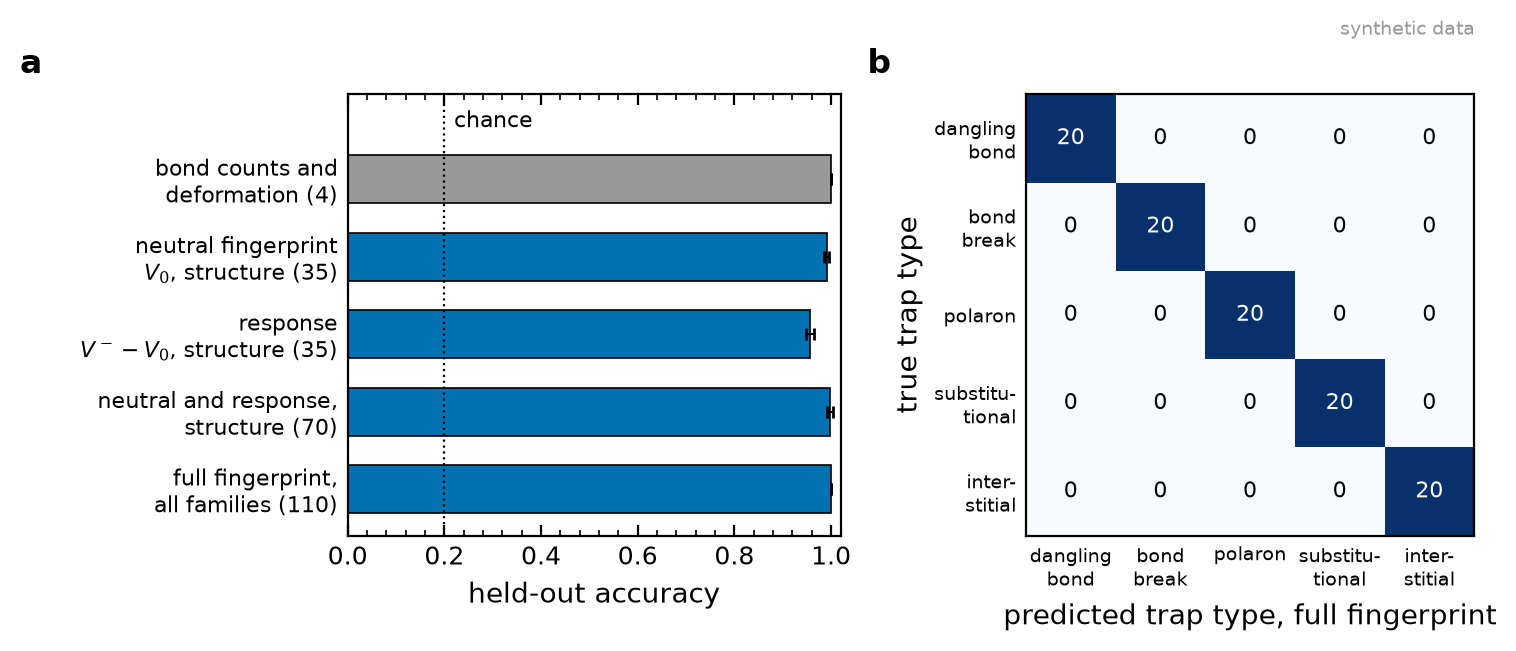 synthetic data
a
chance
bond counts and
deformation (4)
neutral fingerprint
V₀, structure (35)
response
V⁻ − V₀, structure (35)
neutral and response,
structure (70)
full fingerprint,
all families (110)
0.0 0.2 0.4 0.6 0.8 1.0
held-out accuracy
b
true trap type
dangling
bond
20 0 0 0 0
bond
break
0 20 0 0 0
polaron
0 0 20 0 0
substitu-
tional
0 0 0 20 0
inter-
stitial
0 0 0 0 20
dangling
bond
bond
break
polaron
substitu-
tional
inter-
stitial
predicted trap type, full fingerprint